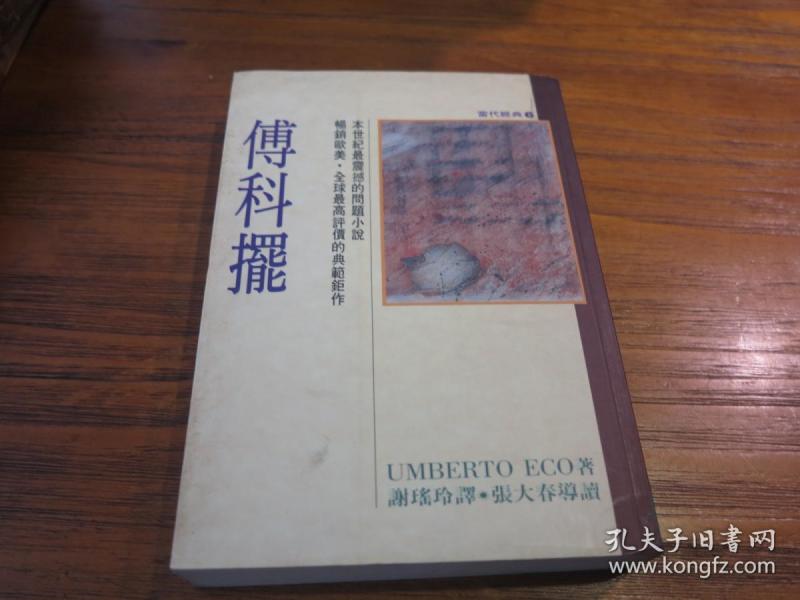 當代經典
傅科擺
本世紀最震撼的問題小說
暢銷歐美·全球最高評價的典範鉅作
UMBERTO ECO著
謝瑤玲譯·張大春導讀
孔夫子旧书网
www.kongfz.com